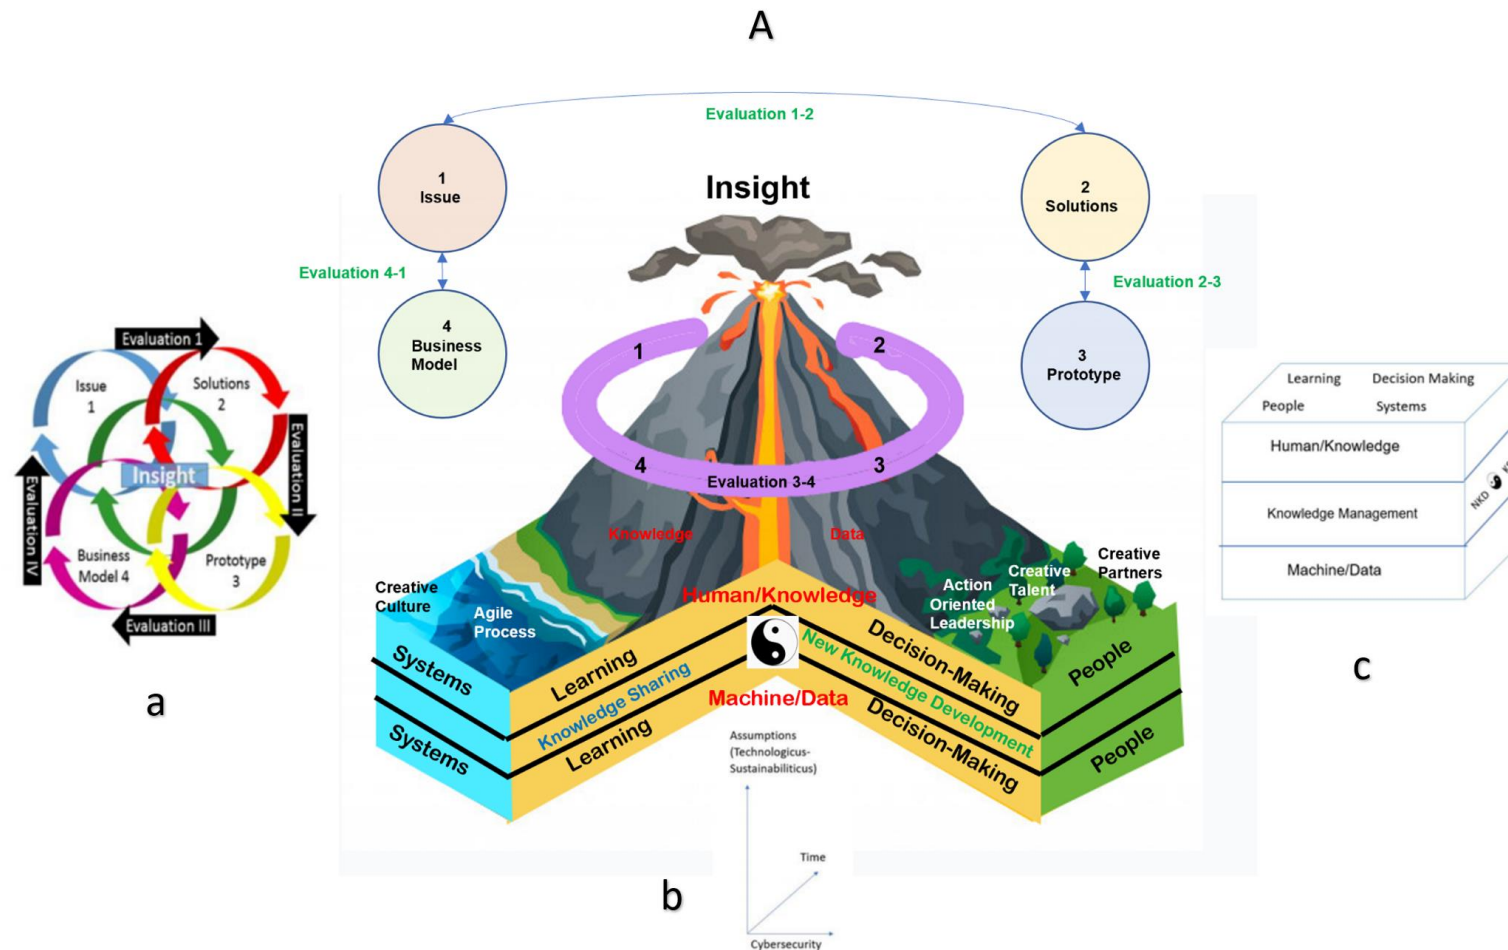 A
Evaluation 1-2
1
Issue
2
Solutions
Insight
Evaluation 4-1
Evaluation 2-3
4
Business
Model
3
Prototype
1
2
4
3
Evaluation 3-4
Knowledge
Data
Creative
Culture
Agile
Process
Action
Oriented
Leadership
Creative
Talent
Creative
Partners
Human/Knowledge
Systems
Learning
Decision-Making
People
Knowledge Sharing
New Knowledge Development
Machine/Data
Systems
Learning
Decision-Making
People
Assumptions
(Technologicus-
Sustainabiliticus)
Time
Cybersecurity
b
Evaluation 1
Issue
1
Solutions
2
Evaluation II
Insight
Evaluation IV
Business
Model 4
Prototype
3
Evaluation III
a
Learning
Decision Making
People
Systems
Human/Knowledge
Knowledge Management
NKD
Machine/Data
c